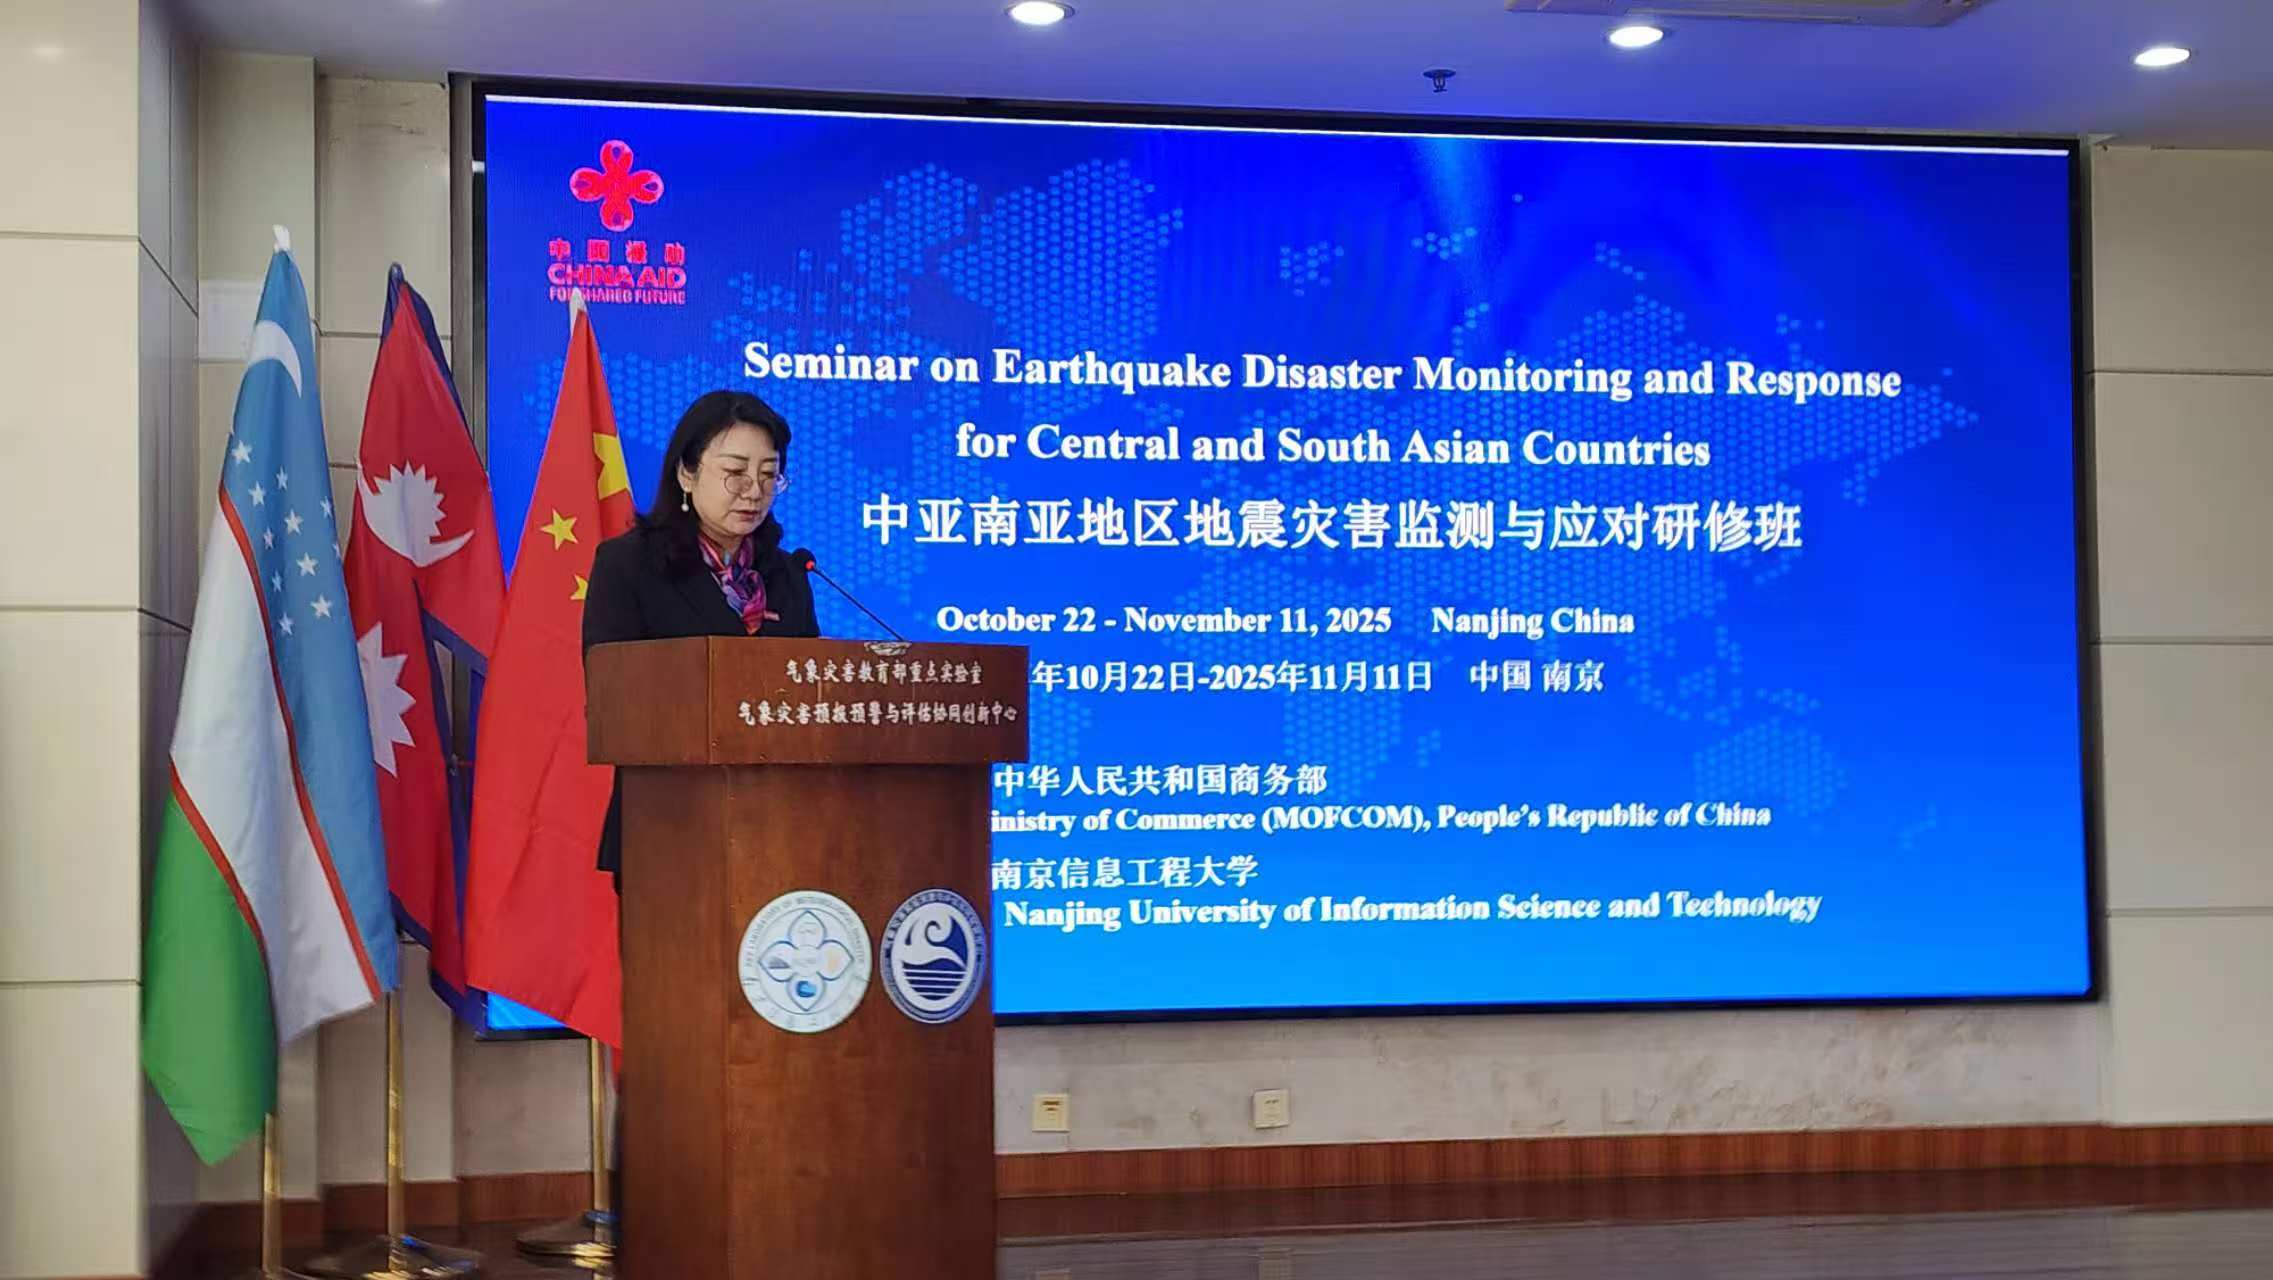 中国援助
CHINA AID
FOR SHARED FUTURE
Seminar on Earthquake Disaster Monitoring and Response
for Central and South Asian Countries
中亚南亚地区地震灾害监测与应对研修班
October 22 - November 11, 2025 Nanjing China
年10月22日-2025年11月11日 中国 南京
中华人民共和国商务部
inistry of Commerce (MOFCOM), People's Republic of China
南京信息工程大学
Nanjing University of Information Science and Technology
气象灾害教育部重点实验室
气象灾害预报预警与评估协同创新中心
KEY LABORATORY OF METEOROLOGICAL DISASTER